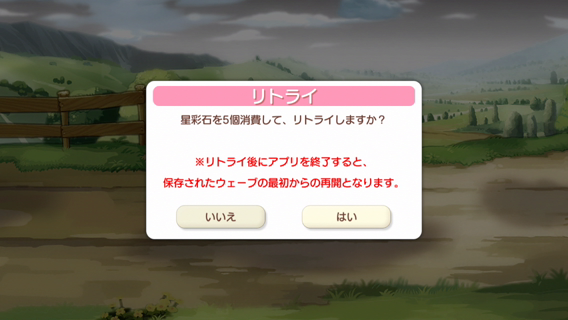 リトライ
星彩石を5個消費して、リトライしますか？
※リトライ後にアプリを終了すると、
保存されたウェーブの最初からの再開となります。
いいえ
はい